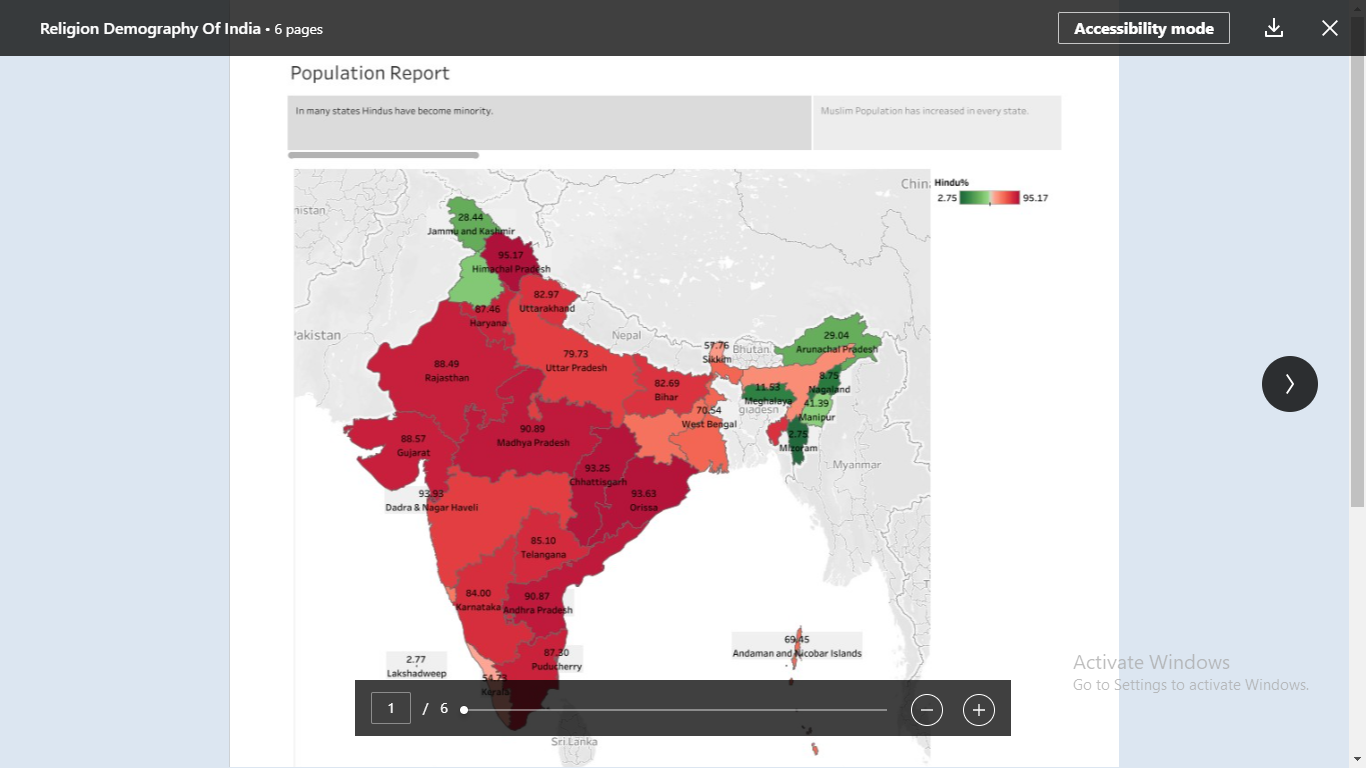 Religion Demography Of India • 6 pages
Accessibility mode
Population Report
In many states Hindus have become minority.
Muslim Population has increased in every state.
Hindu%
2.75
95.17
28.44
Jammu and Kashmir
95.17
Himachal Pradesh
82.97
Uttarakhand
87.46
Haryana
Nepal
57.76
Sikkim
Bhutan
29.04
Arunachal Pradesh
88.49
Rajasthan
79.73
Uttar Pradesh
82.69
Bihar
11.53
Meghalaya
gladesh
8.75
Nagaland
41.39
Manipur
70.54
West Bengal
88.57
Gujarat
90.89
Madhya Pradesh
2.75
Mizoram
Myanmar
93.25
Chhattisgarh
93.93
Dadra & Nagar Haveli
93.63
Orissa
85.10
Telangana
84.00
Karnataka
90.87
Andhra Pradesh
69.45
Andaman and Nicobar Islands
2.77
Lakshadweep
87.30
Puducherry
54.73
Kerala
Activate Windows
Go to Settings to activate Windows.
1 / 6
Sri Lanka